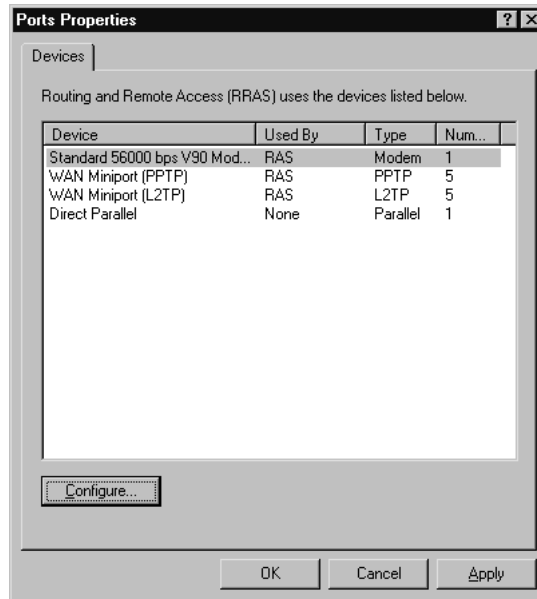 Ports Properties
Devices
Routing and Remote Access (RRAS) uses the devices listed below.
Device Used By Type Num...
Standard 56000 bps V90 Mod... RAS Modem 1
WAN Miniport (PPTP) RAS PPTP 5
WAN Miniport (L2TP) RAS L2TP 5
Direct Parallel None Parallel 1
Configure...
OK Cancel Apply